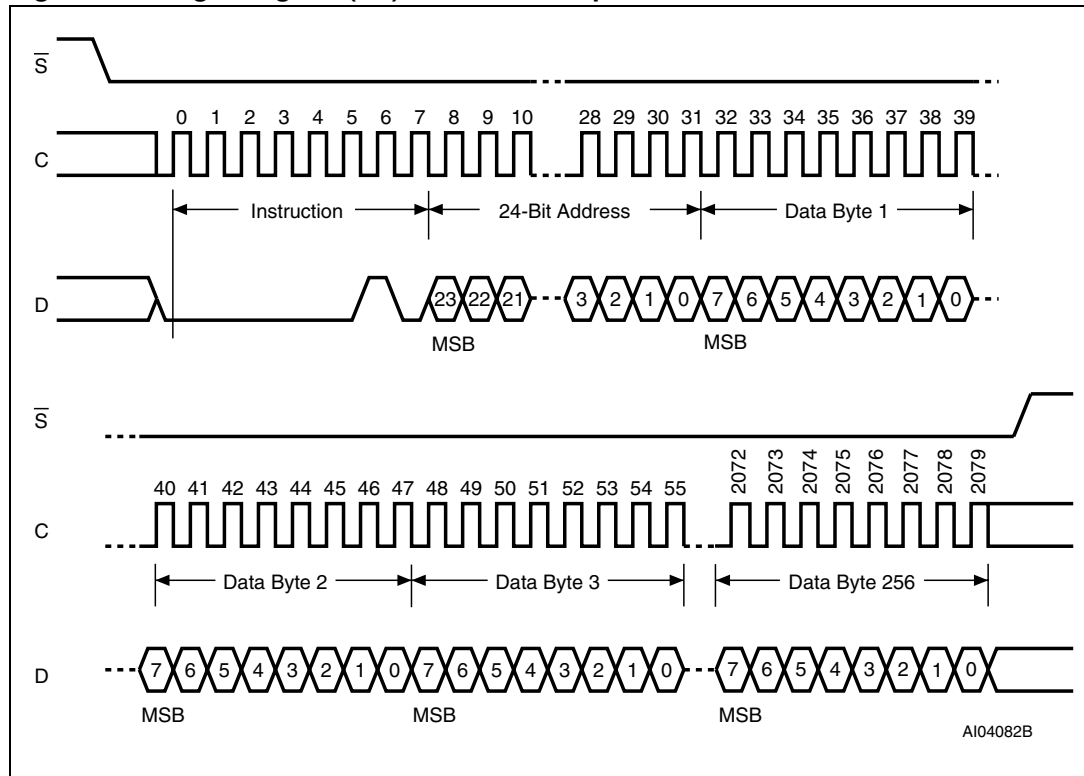 S
0 1 2 3 4 5 6 7 8 9 10 28 29 30 31 32 33 34 35 36 37 38 39
C
Instruction 24-Bit Address Data Byte 1
D 23 22 21 3 2 1 0 7 6 5 4 3 2 1 0
MSB MSB
S
40 41 42 43 44 45 46 47 48 49 50 51 52 53 54 55 2072 2073 2074 2075 2076 2077 2078 2079
C
Data Byte 2 Data Byte 3 Data Byte 256
D 7 6 5 4 3 2 1 0 7 6 5 4 3 2 1 0 7 6 5 4 3 2 1 0
MSB MSB MSB
AI04082B